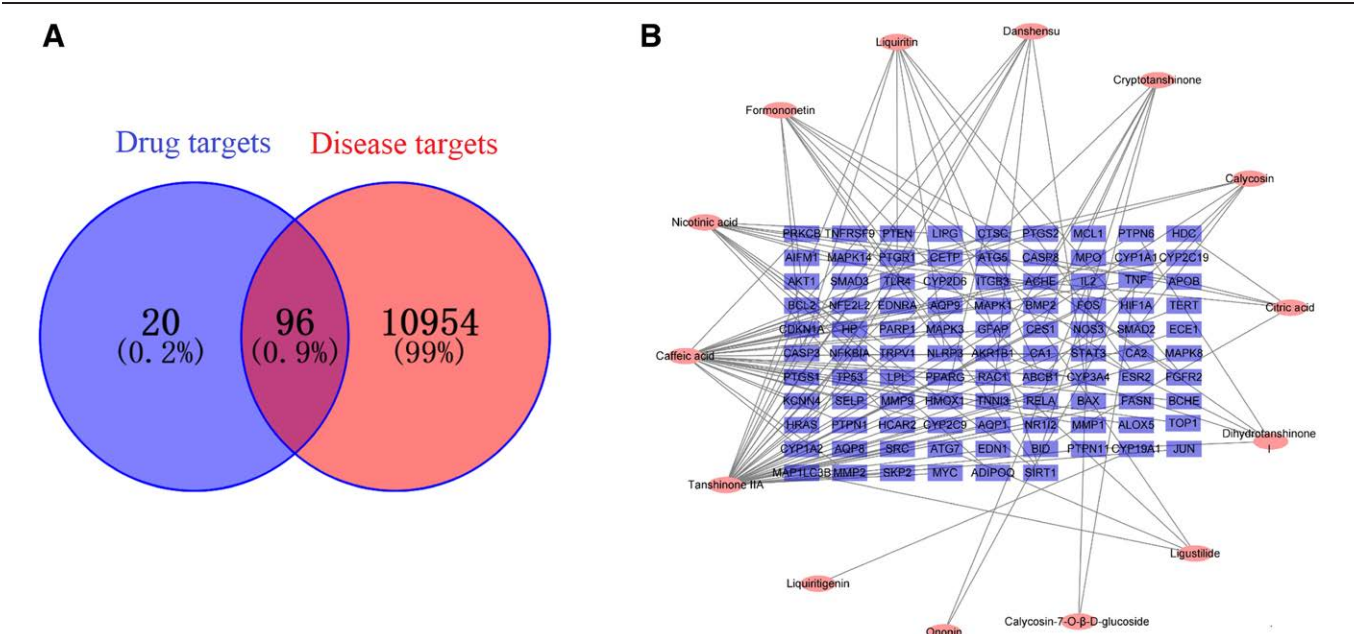 A
Drug targets Disease targets
20 96 10954
(0.2%) (0.9%) (99%)
B
Danshensu
Liquiritin
Cryptotanshinone
Formononetin
Calycosin
Nicotinic acid
PRKCB TNFRSF9 PTEN LIPG CTSC PTGS2 MCL1 PTPN6 HDC
AIFM1 MAPK14 PTGR1 CETP ATG5 CASP8 MPO CYP1A1 CYP2C19
AKT1 SMAD3 TLR4 CYP2D6 ITGB3 ACHE IL2 TNF APOB
BCL2 NFE2L2 EDNRA AQP9 MAPK1 BMP2 FOS HIF1A TERT
Citric acid
CDKN1A HP PARP1 MAPK3 GFAP CES1 NOS3 SMAD2 ECE1
Caffeic acid
CASP3 NFKBIA TRPV1 NLRP3 AKR1B1 CA1 STAT3 CA2 MAPK8
PTGS1 TP53 LPL PPARG RAC1 ABCB1 CYP3A4 ESR2 FGFR2
KCNN4 SELP MMP9 HMOX1 TNNI3 RELA BAX FASN BCHE
HRAS PTPN1 HCAR2 CYP2C9 AQP1 NR1I2 MMP1 ALOX5 TOP1
Dihydrotanshinone
I
CYP1A2 AQP8 SRC ATG7 EDN1 BID PTPN11 CYP19A1 JUN
MAP1LC3B MMP2 SKP2 MYC ADIPOQ SIRT1
Tanshinone IIA
Ligustilide
Liquiritigenin
Calycosin-7-O-β-D-glucoside
Ononin